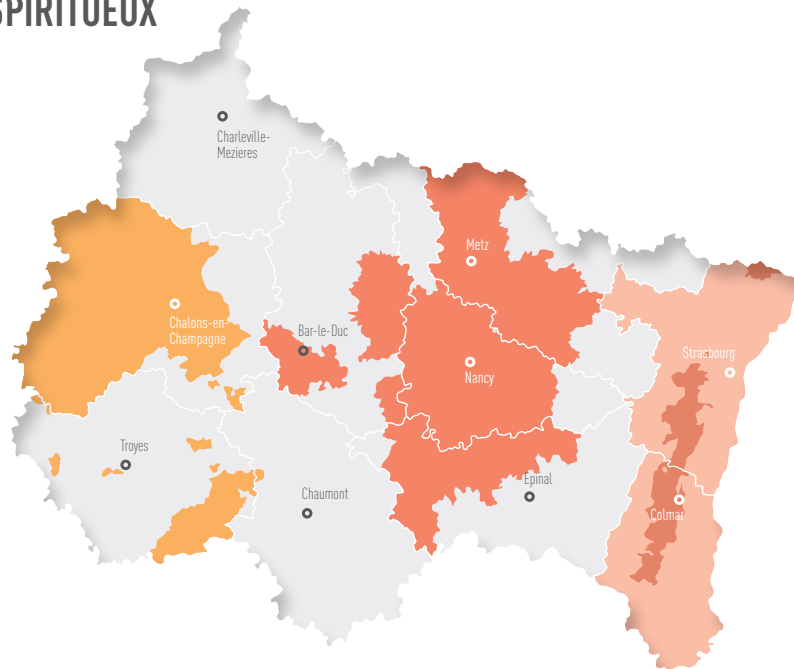 SPIRITUEUX
Charleville-
Mezieres
Metz
Chalons-en-
Champagne
Bar-le-Duc
Strasbourg
Nancy
Troyes
Epinal
Chaumont
Colmar